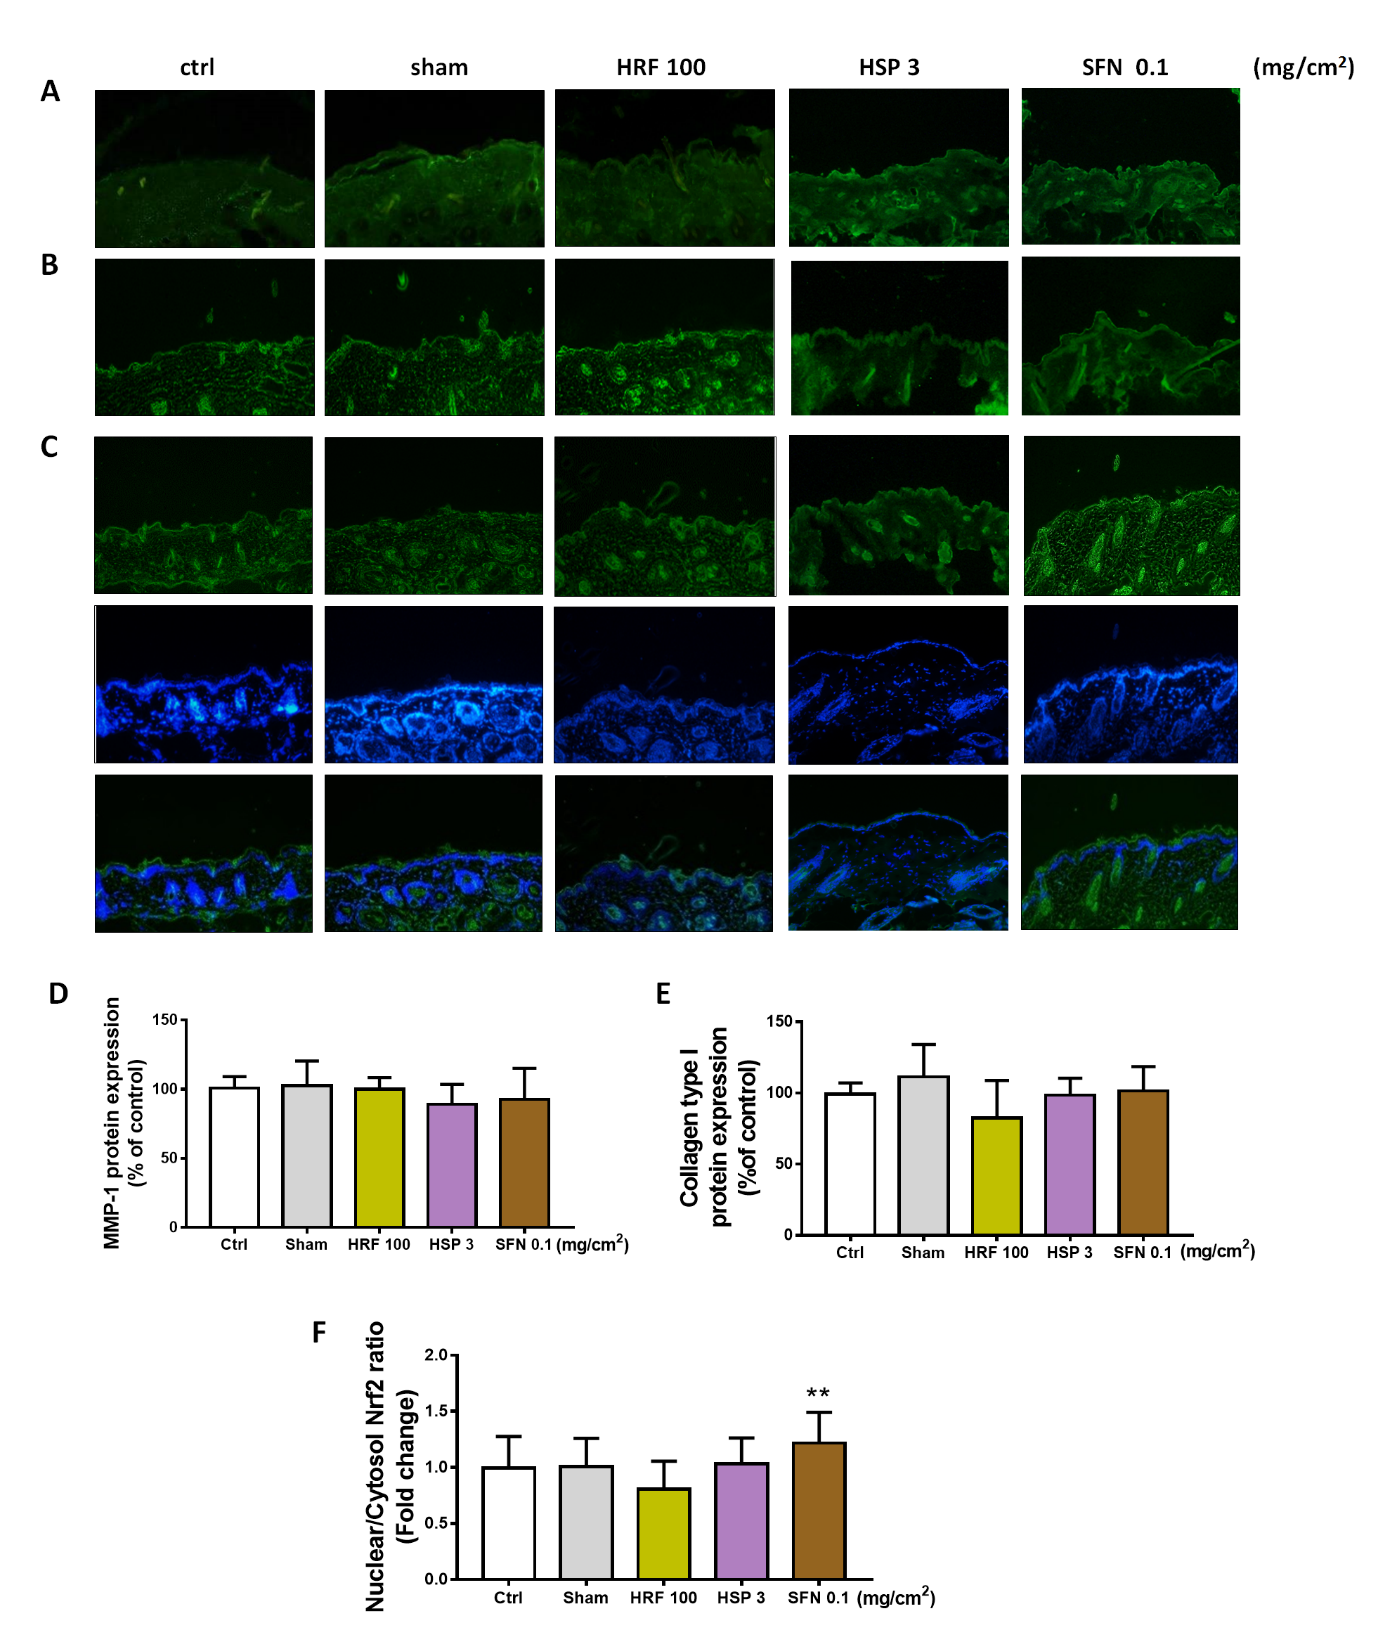 ctrl sham HRF 100 HSP 3 SFN 0.1 (mg/cm²)
A
B
C
D
MMP-1 protein expression
(% of control)
150
100
50
0
Ctrl Sham HRF 100 HSP 3 SFN 0.1 (mg/cm²)
E
Collagen type I
protein expression
(%of control)
150
100
50
0
Ctrl Sham HRF 100 HSP 3 SFN 0.1 (mg/cm²)
F
Nuclear/Cytosol Nrf2 ratio
(Fold change)
2.0
1.5
1.0
0.5
0.0
**
Ctrl Sham HRF 100 HSP 3 SFN 0.1 (mg/cm²)